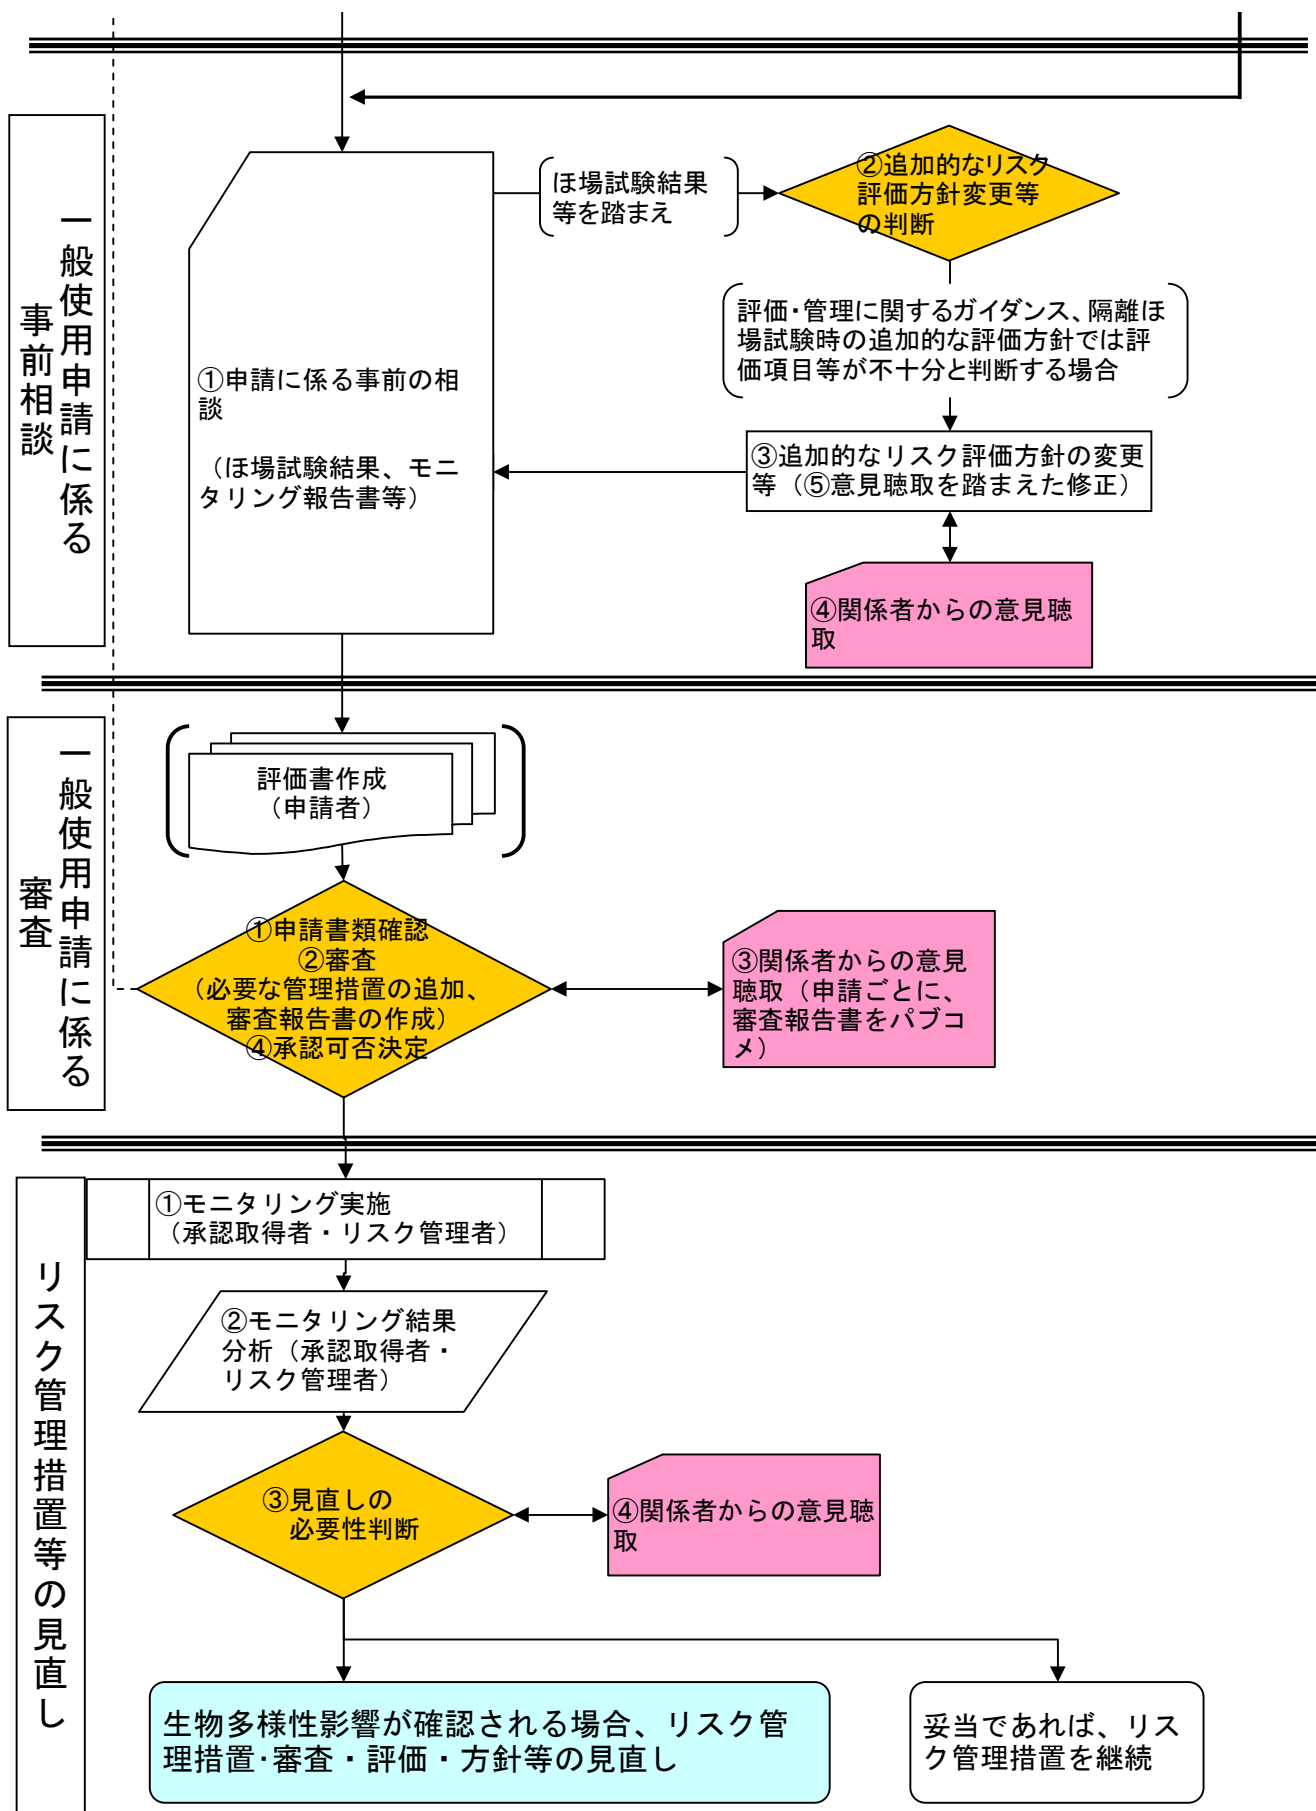 一般使用申請に係る
事前相談
ほ場試験結果
等を踏まえ
②追加的なリスク
評価方針変更等
の判断
評価・管理に関するガイダンス、隔離ほ
場試験時の追加的な評価方針では評
価項目等が不十分と判断する場合
①申請に係る事前の相
談
（ほ場試験結果、モニ
タリング報告書等）
③追加的なリスク評価方針の変更
等（⑤意見聴取を踏まえた修正）
④関係者からの意見聴
取
一般使用申請に係る
審査
評価書作成
（申請者）
①申請書類確認
②審査
（必要な管理措置の追加、
審査報告書の作成）
④承認可否決定
③関係者からの意見
聴取（申請ごとに、
審査報告書をパブコ
メ）
リスク管理措置等の見直し
①モニタリング実施
（承認取得者・リスク管理者）
②モニタリング結果
分析（承認取得者・
リスク管理者）
③見直しの
必要性判断
④関係者からの意見聴
取
生物多様性影響が確認される場合、リスク管
理措置・審査・評価・方針等の見直し
妥当であれば、リス
ク管理措置を継続